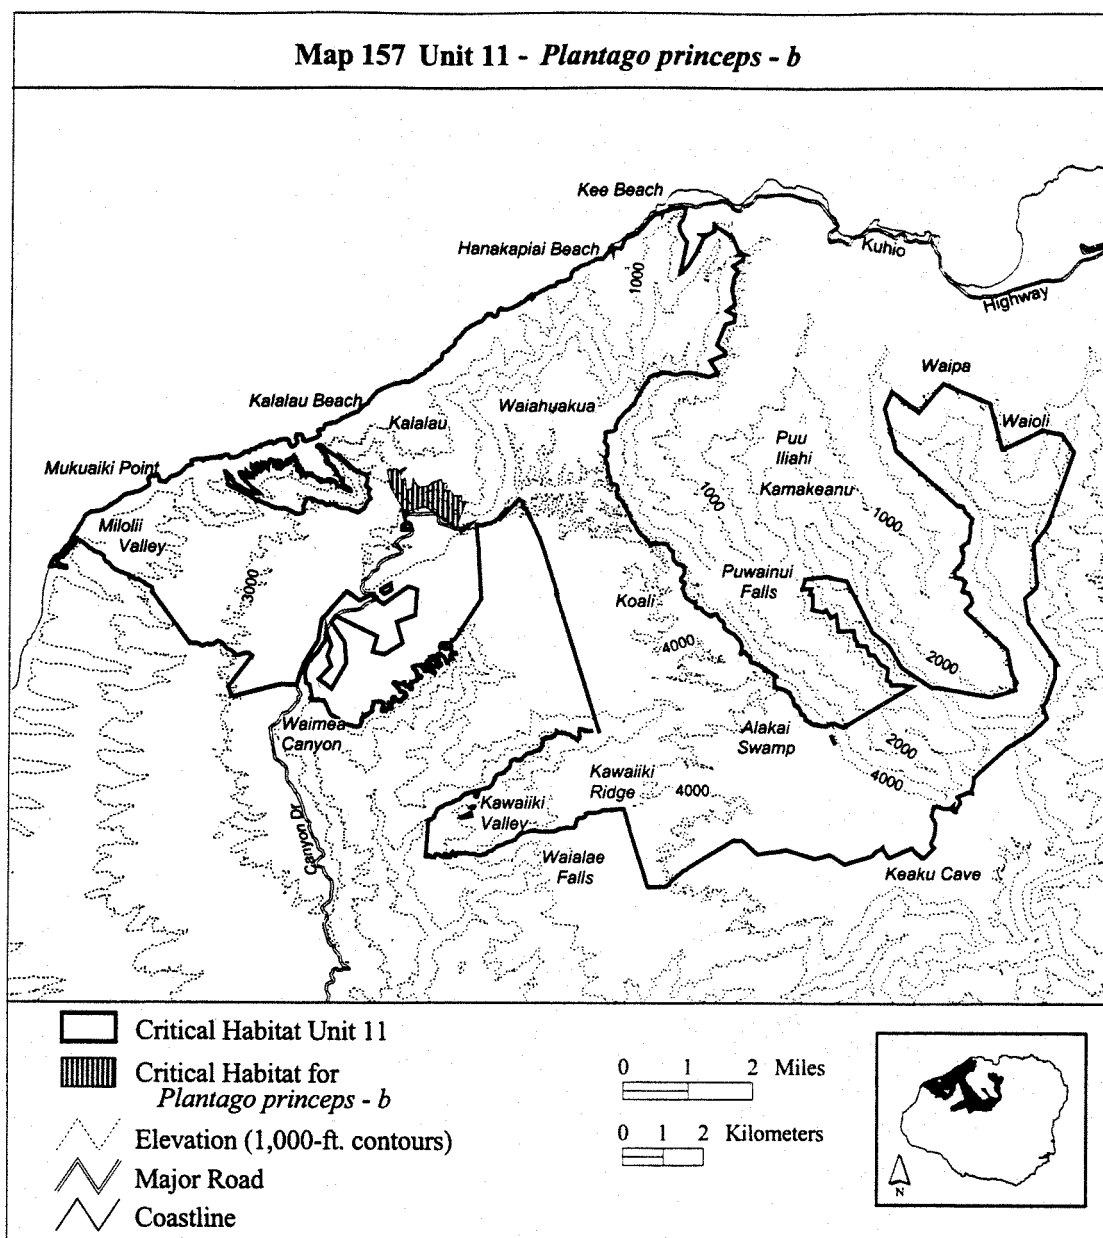 Map 157 Unit 11 - Plantago princeps - b
Kee Beach
Hanakapiai Beach
Kuhio
Highway
1000
Waipa
Kalalau Beach
Waiahuakua
Kalalau
Waioli
Puu
Iliahi
Mukuaiki Point
Kamakeanu
1000
1000
Milolii
Valley
Puwainui
Falls
3000
Koali
4000
2000
Waimea
Canyon
Alakai
Swamp
2000
4000
Kawaiiki
Ridge
4000
Kawaiiki
Valley
Canyon Dr
Waialae
Falls
Keaku Cave
Critical Habitat Unit 11
Critical Habitat for
Plantago princeps - b
Elevation (1,000-ft. contours)
Major Road
Coastline
0 1 2 Miles
0 1 2 Kilometers
N